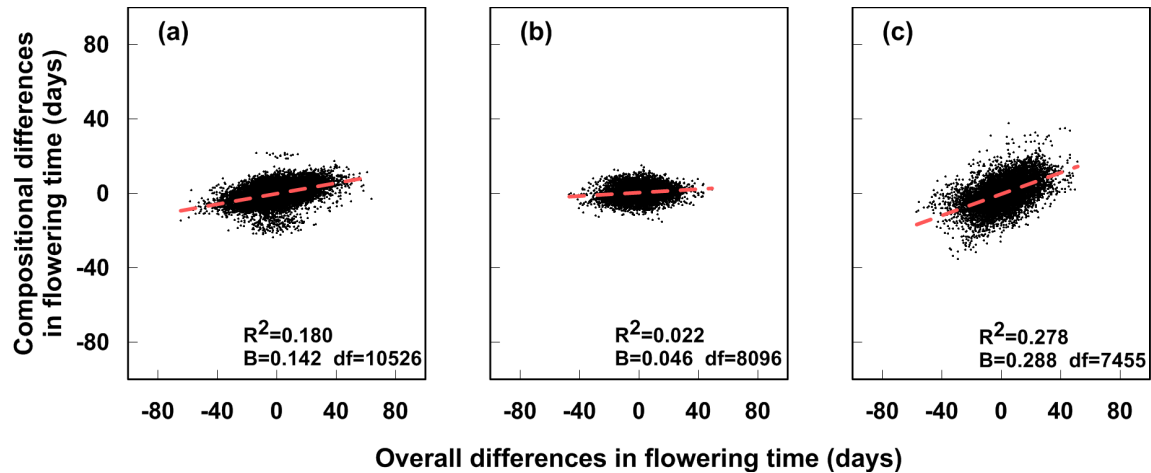 Compositional differences
in flowering time (days)
80
40
0
-40
-80
(a)
R²=0.180
B=0.142 df=10526
-80 -40 0 40 80
(b)
R²=0.022
B=0.046 df=8096
-80 -40 0 40 80
(c)
R²=0.278
B=0.288 df=7455
-80 -40 0 40 80
Overall differences in flowering time (days)